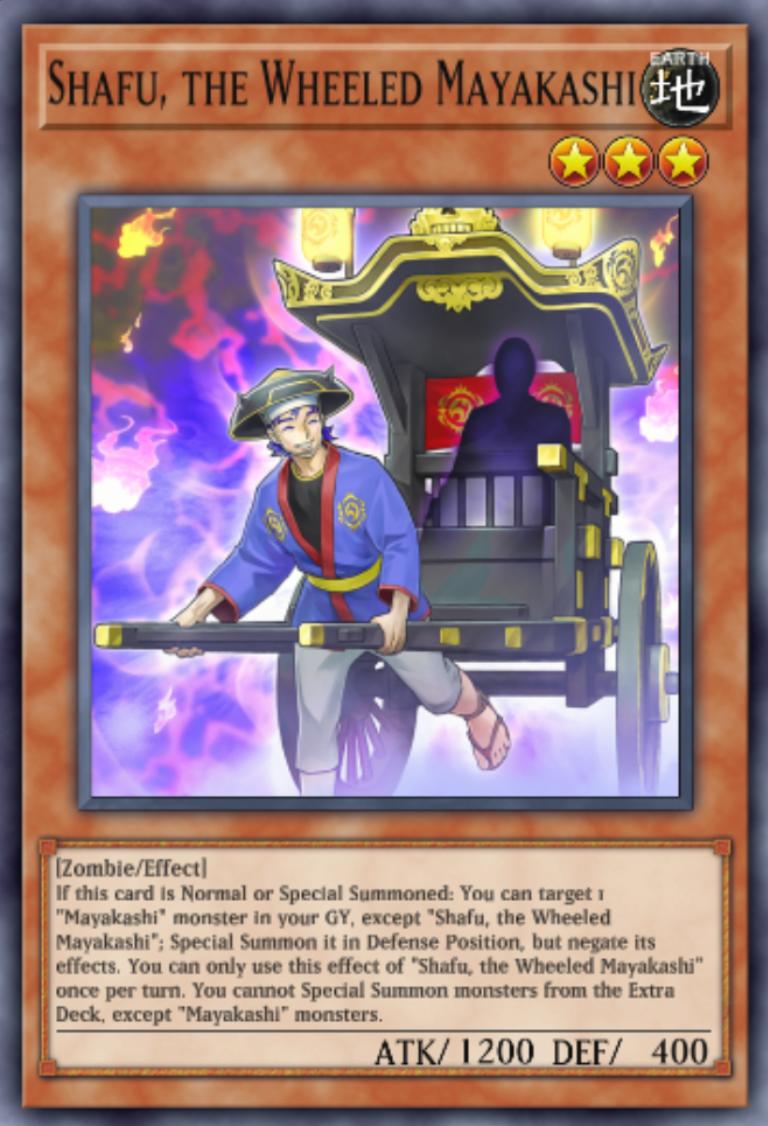 SHAFU, THE WHEELED MAYAKASHI
EARTH
地
[Zombie/Effect]
If this card is Normal or Special Summoned: You can target 1
"Mayakashi" monster in your GY, except "Shafu, the Wheeled
Mayakashi"; Special Summon it in Defense Position, but negate its
effects. You can only use this effect of "Shafu, the Wheeled Mayakashi"
once per turn. You cannot Special Summon monsters from the Extra
Deck, except "Mayakashi" monsters.
ATK/ 1200 DEF/ 400